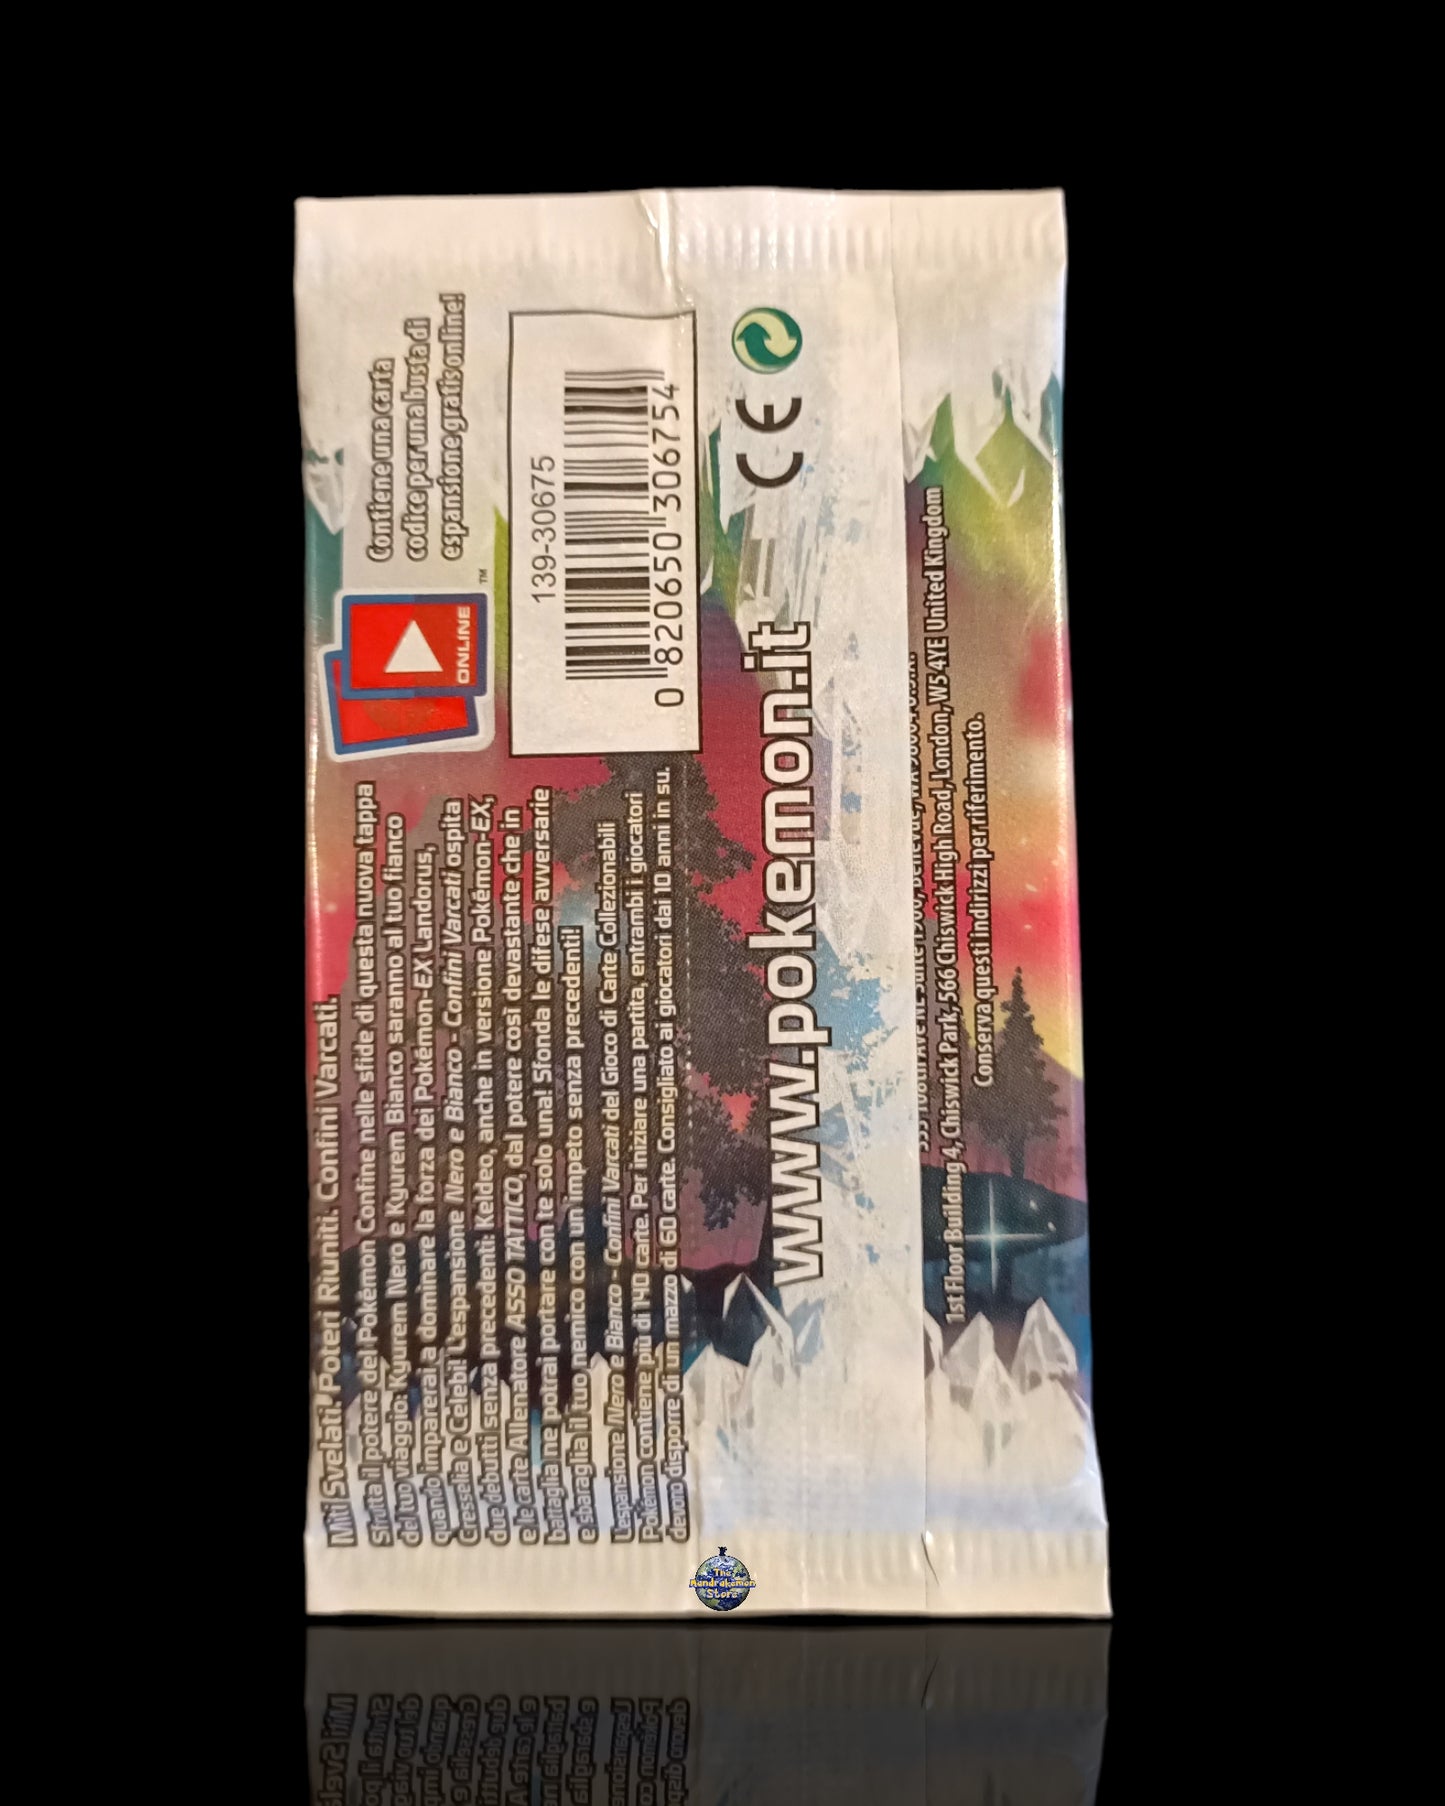 Miti Svelati. Poteri Riuniti. Confini Varcati.
Sfrutta il potere dei Pokémon Confine nelle sfide di questa nuova tappa
del tuo viaggio: Kyurem Nero e Kyurem Bianco saranno al tuo fianco
quando imparerai a dominare la forza dei Pokémon-EX Landorus,
Cresselia e Celebi! L'espansione Nero e Bianco - Confini Varcati ospita
due debutti senza precedenti: Keldeo, anche in versione Pokémon-EX,
e le carte Allenatore ASSO TATTICO, dal potere così devastante che in
battaglia ne potrai portare con te solo una! Sfonda le difese avversarie
e sbaraglia il tuo nemico con un impeto senza precedenti!
L'espansione Nero e Bianco - Confini Varcati del Gioco di Carte Collezionabili
Pokémon contiene più di 140 carte. Per iniziare una partita, entrambi i giocatori
devono disporre di un mazzo di 60 carte. Consigliato ai giocatori dai 10 anni in su.
ONLINE
TM
Contiene una carta
codice per una busta di
espansione gratis online!
139-30675
0 820650 306754
CE
www.pokemon.it
1st Floor Building 4, Chiswick Park, 566 Chiswick High Road, London, W5 4YE United Kingdom
Conserva questi indirizzi per riferimento.
The
Mandrakemon
Store